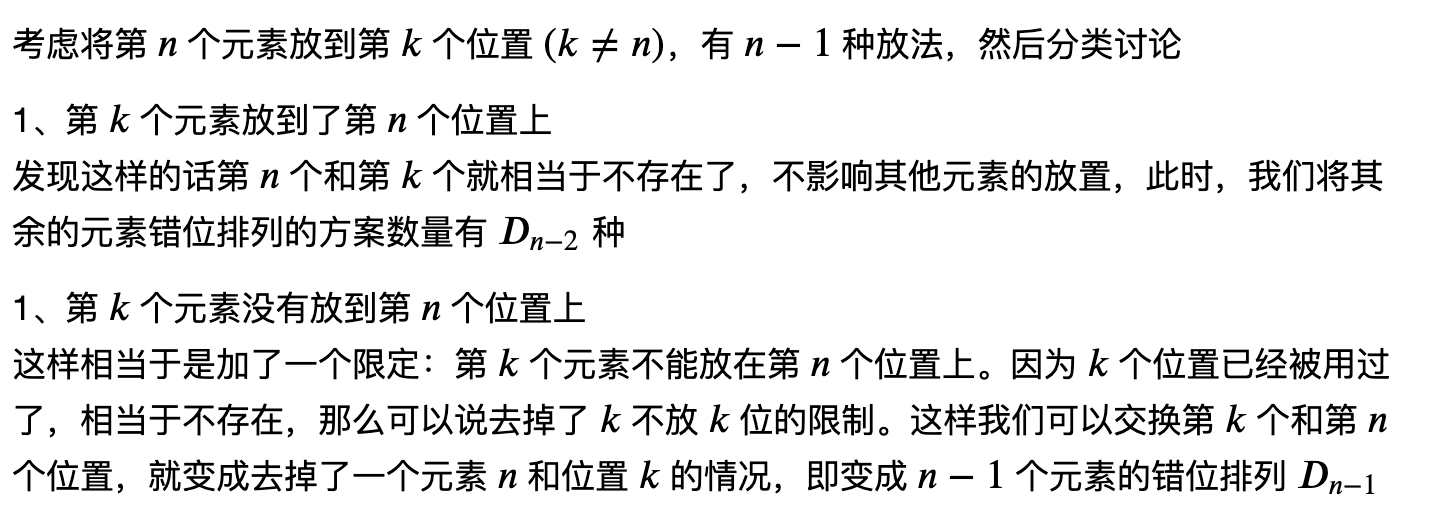 考虑将第 n 个元素放到第 k 个位置 (k ≠ n)，有 n − 1 种放法，然后分类讨论
1、第 k 个元素放到了第 n 个位置上
发现这样的话第 n 个和第 k 个就相当于不存在了，不影响其他元素的放置，此时，我们将其
余的元素错位排列的方案数量有 Dₙ₋₂ 种
1、第 k 个元素没有放到第 n 个位置上
这样相当于是加了一个限定：第 k 个元素不能放在第 n 个位置上。因为 k 个位置已经被用过
了，相当于不存在，那么可以说去掉了 k 不放 k 位的限制。这样我们可以交换第 k 个和第 n
个位置，就变成去掉了一个元素 n 和位置 k 的情况，即变成 n − 1 个元素的错位排列 Dₙ₋₁